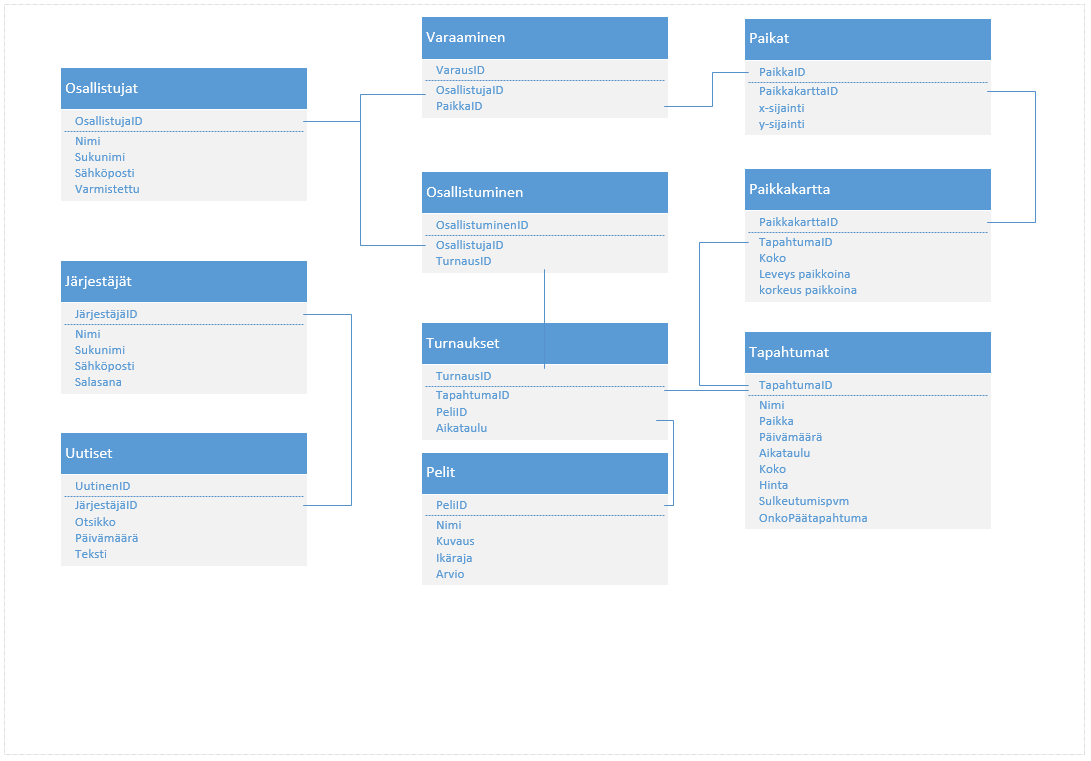 Osallistujat
OsallistujaID
Nimi
Sukunimi
Sähköposti
Varmistettu
Järjestäjät
JärjestäjäID
Nimi
Sukunimi
Sähköposti
Salasana
Uutiset
UutinenID
JärjestäjäID
Otsikko
Päivämäärä
Teksti
Varaaminen
VarausID
OsallistujaID
PaikkaID
Osallistuminen
OsallistuminenID
OsallistujaID
TurnausID
Turnaukset
TurnausID
TapahtumaID
PeliID
Aikataulu
Pelit
PeliID
Nimi
Kuvaus
Ikäraja
Arvio
Paikat
PaikkaID
PaikkakarttaID
x-sijainti
y-sijainti
Paikkakartta
PaikkakarttaID
TapahtumaID
Koko
Leveys paikkoina
korkeus paikkoina
Tapahtumat
TapahtumaID
Nimi
Paikka
Päivämäärä
Aikataulu
Koko
Hinta
Sulkeutumispvm
OnkoPäätapahtuma